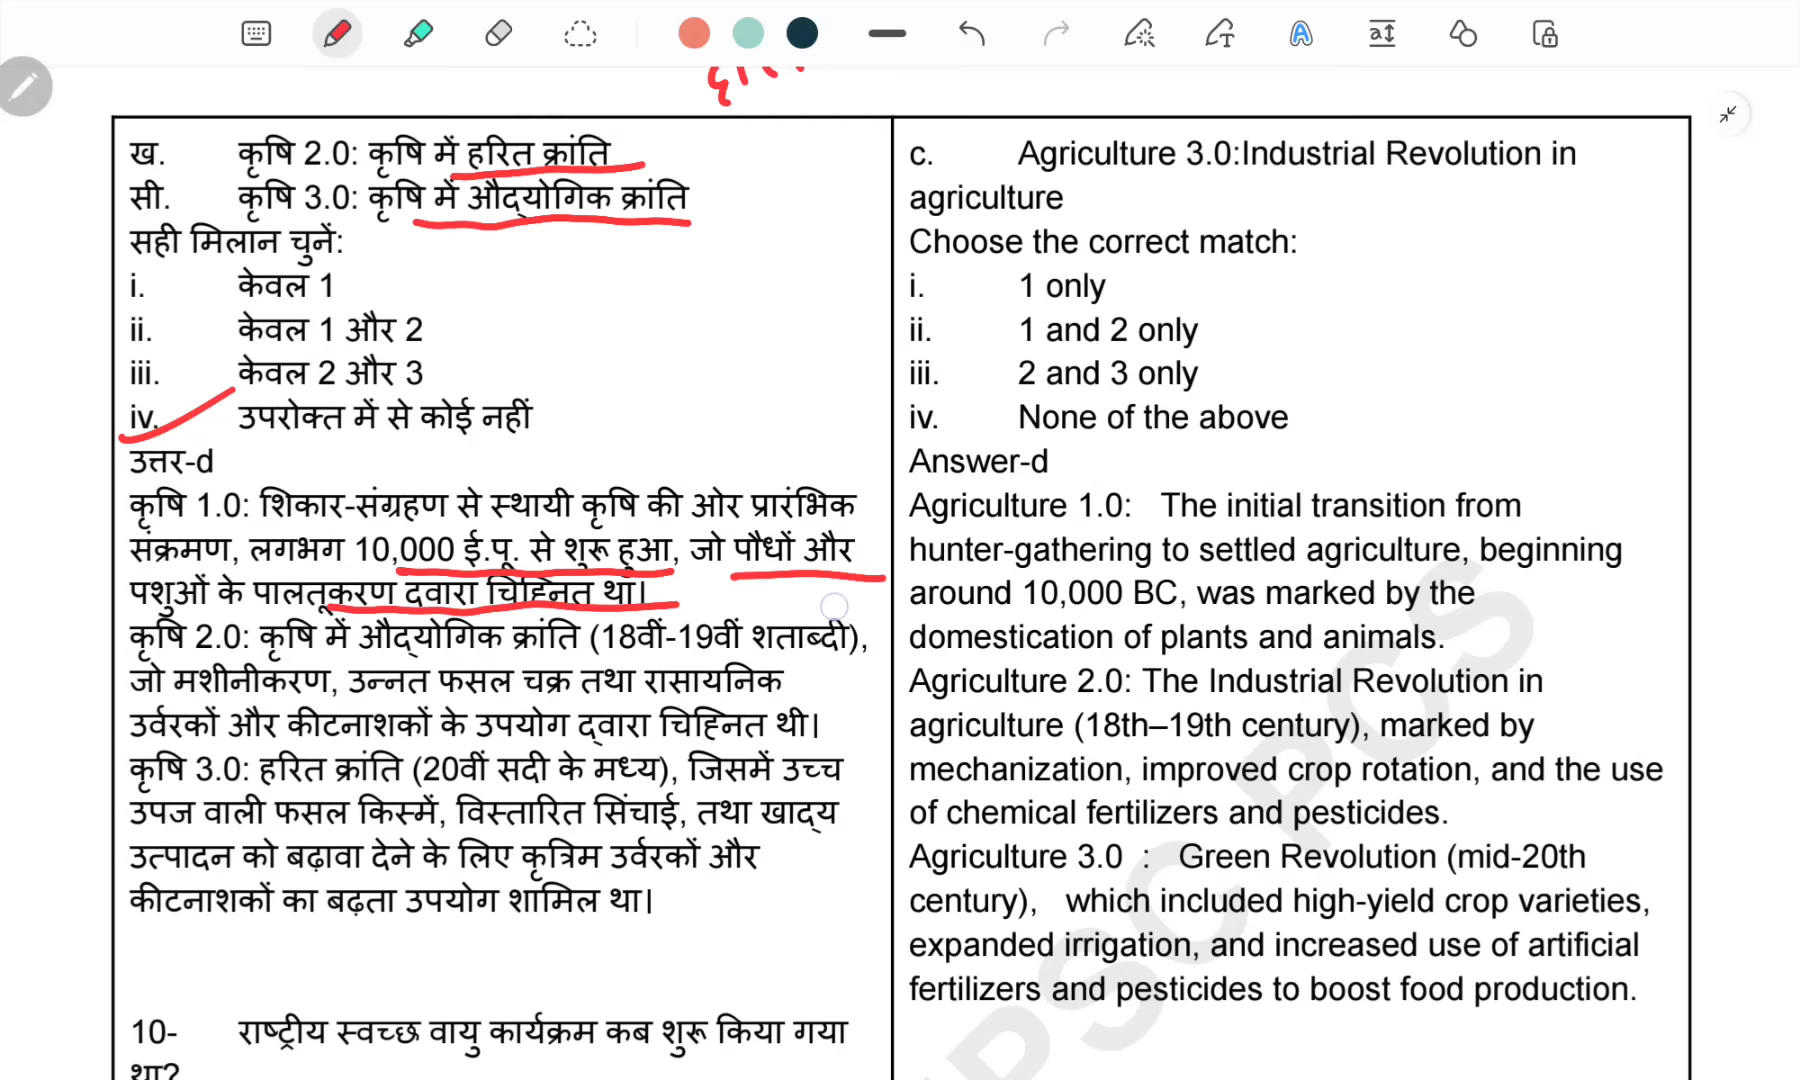 ख. कृषि 2.0: कृषि में हरित क्रांति
सी. कृषि 3.0: कृषि में औद्योगिक क्रांति
सही मिलान चुनें:
i. केवल 1
ii. केवल 1 और 2
iii. केवल 2 और 3
iv. उपरोक्त में से कोई नहीं
उत्तर-d
कृषि 1.0: शिकार-संग्रहण से स्थायी कृषि की ओर प्रारंभिक
संक्रमण, लगभग 10,000 ई.पू. से शुरू हुआ, जो पौधों और
पशुओं के पालतूकरण द्वारा चिह्नित था।
कृषि 2.0: कृषि में औद्योगिक क्रांति (18वीं-19वीं शताब्दी),
जो मशीनीकरण, उन्नत फसल चक्र तथा रासायनिक
उर्वरकों और कीटनाशकों के उपयोग द्वारा चिह्नित थी।
कृषि 3.0: हरित क्रांति (20वीं सदी के मध्य), जिसमें उच्च
उपज वाली फसल किस्में, विस्तारित सिंचाई, तथा खाद्य
उत्पादन को बढ़ावा देने के लिए कृत्रिम उर्वरकों और
कीटनाशकों का बढ़ता उपयोग शामिल था।
10- राष्ट्रीय स्वच्छ वायु कार्यक्रम कब शुरू किया गया
था?
c. Agriculture 3.0:Industrial Revolution in
agriculture
Choose the correct match:
i. 1 only
ii. 1 and 2 only
iii. 2 and 3 only
iv. None of the above
Answer-d
Agriculture 1.0: The initial transition from
hunter-gathering to settled agriculture, beginning
around 10,000 BC, was marked by the
domestication of plants and animals.
Agriculture 2.0: The Industrial Revolution in
agriculture (18th–19th century), marked by
mechanization, improved crop rotation, and the use
of chemical fertilizers and pesticides.
Agriculture 3.0 : Green Revolution (mid-20th
century), which included high-yield crop varieties,
expanded irrigation, and increased use of artificial
fertilizers and pesticides to boost food production.
PSC PCS